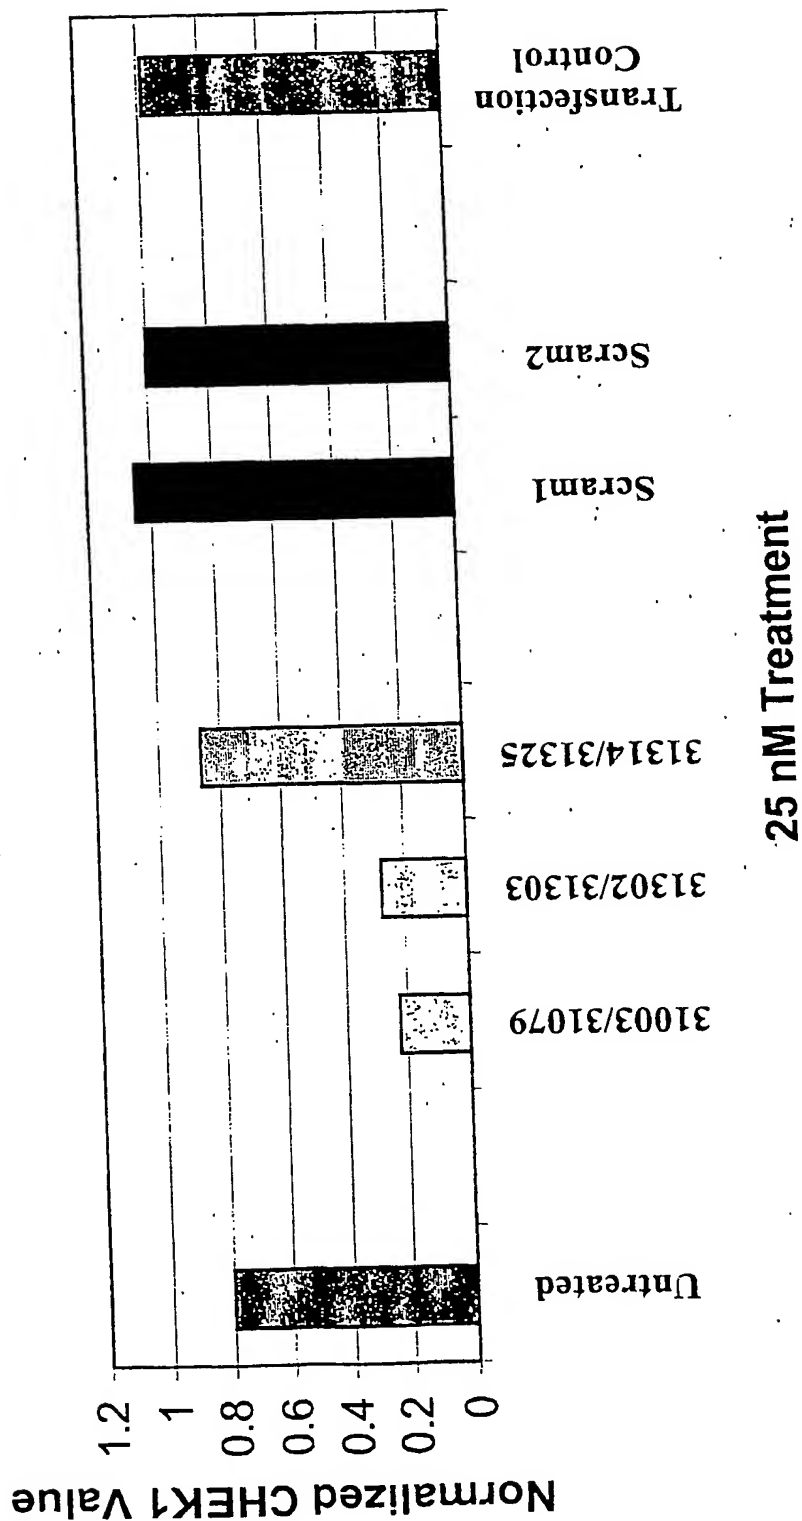 Normalized CHEK1 Value
1.2
1
0.8
0.6
0.4
0.2
0
Untreated
31003/31079
31302/31303
31314/31325
Scram1
Scram2
Transfection
Control
25 nM Treatment